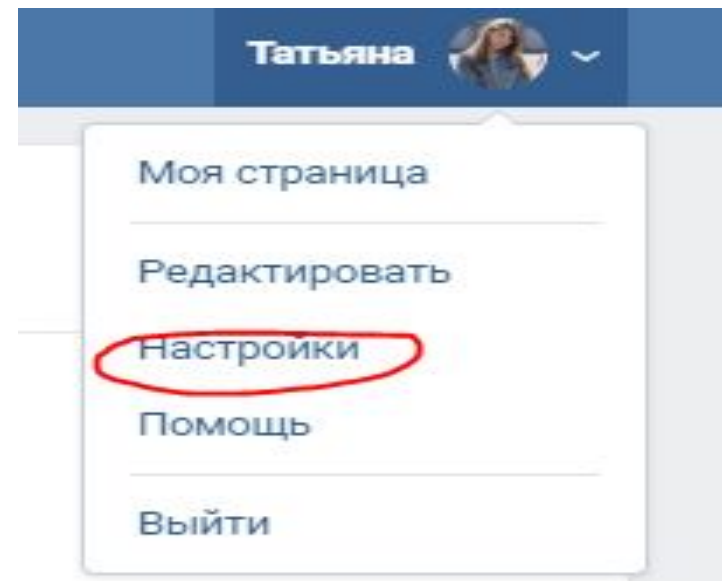 Татьяна
Моя страница
Редактировать
Настройки
Помощь
Выйти